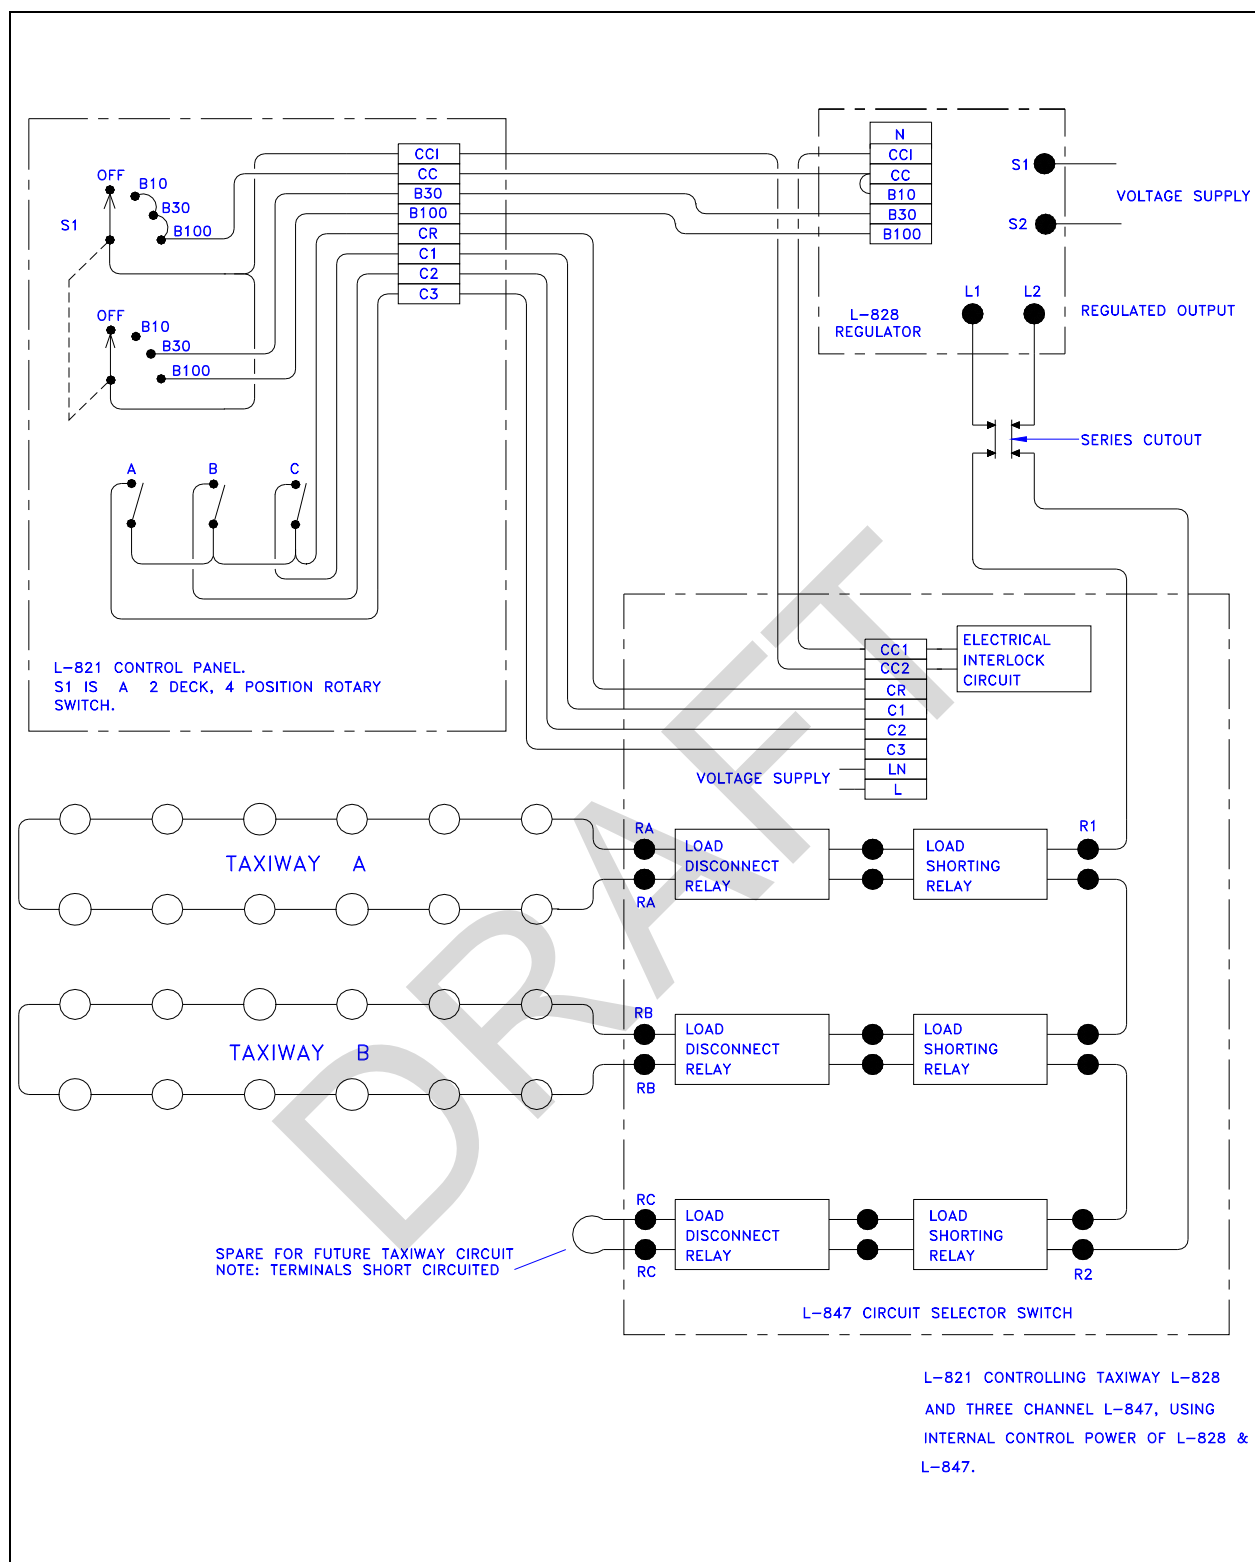 OFF
B10
B30
B100
S1
OFF
B10
B30
B100
CCI
CC
B30
B100
CR
C1
C2
C3
A
B
C
L-821 CONTROL PANEL.
S1 IS A 2 DECK, 4 POSITION ROTARY
SWITCH.
N
CCI
CC
B10
B30
B100
S1
S2
VOLTAGE SUPPLY
L1
L2
L-828
REGULATOR
REGULATED OUTPUT
SERIES CUTOUT
CC1
CC2
CR
C1
C2
C3
LN
L
ELECTRICAL
INTERLOCK
CIRCUIT
VOLTAGE SUPPLY
TAXIWAY A
RA
RA
LOAD
DISCONNECT
RELAY
LOAD
SHORTING
RELAY
R1
TAXIWAY B
RB
RB
LOAD
DISCONNECT
RELAY
LOAD
SHORTING
RELAY
RC
RC
LOAD
DISCONNECT
RELAY
LOAD
SHORTING
RELAY
R2
SPARE FOR FUTURE TAXIWAY CIRCUIT
NOTE: TERMINALS SHORT CIRCUITED
L-847 CIRCUIT SELECTOR SWITCH
L-821 CONTROLLING TAXIWAY L-828
AND THREE CHANNEL L-847, USING
INTERNAL CONTROL POWER OF L-828 &
L-847.
DRAFT